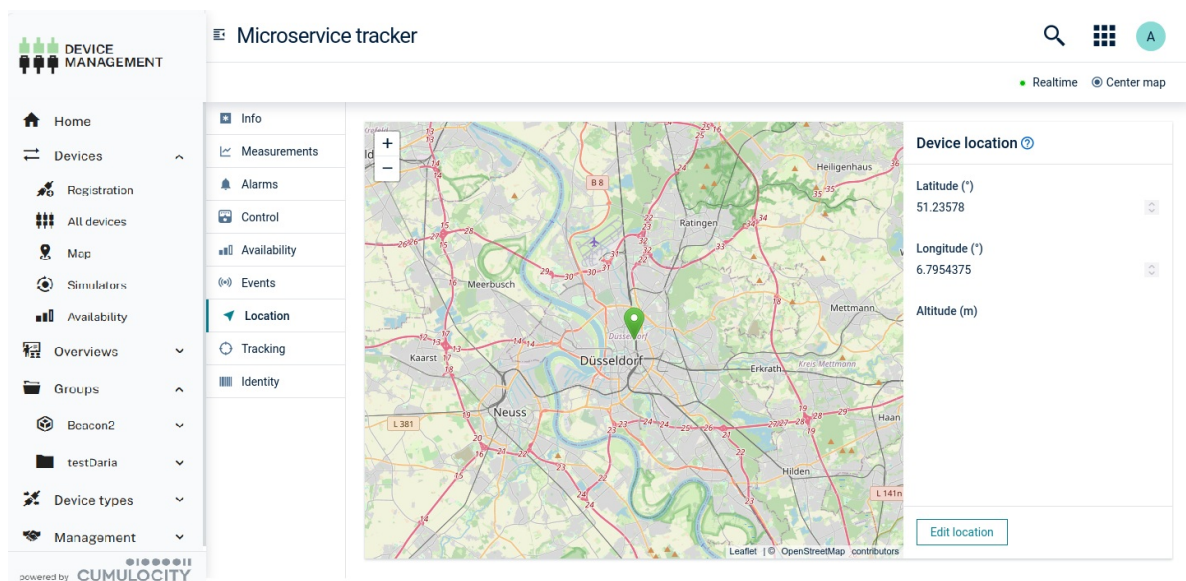 DEVICE
MANAGEMENT
Microservice tracker
A
Realtime
Center map
Home
Devices
Registration
All devices
Map
Simulators
Availability
Overviews
Groups
Beacon2
testDaria
Device types
Management
powered by CUMULOCITY
Info
Measurements
Alarms
Control
Availability
Events
Location
Tracking
Identity
+
−
B 8
Heiligenhaus
Ratingen
Meerbusch
Mettmann
Düsseldorf
Düsseldorf
Kaarst
Erkrath
Kreis Mettmann
Neuss
L 381
Haan
Hilden
L 141n
Leaflet | © OpenStreetMap contributors
Device location
Latitude (°)
51.23578
Longitude (°)
6.7954375
Altitude (m)
Edit location